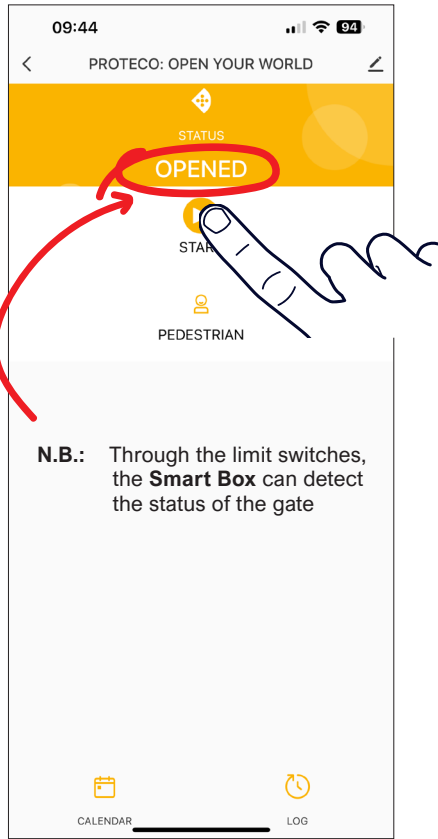 09:44
94
PROTECO: OPEN YOUR WORLD
STATUS
OPENED
PEDESTRIAN
N.B.: Through the limit switches,
the Smart Box can detect
the status of the gate
CALENDAR
LOG